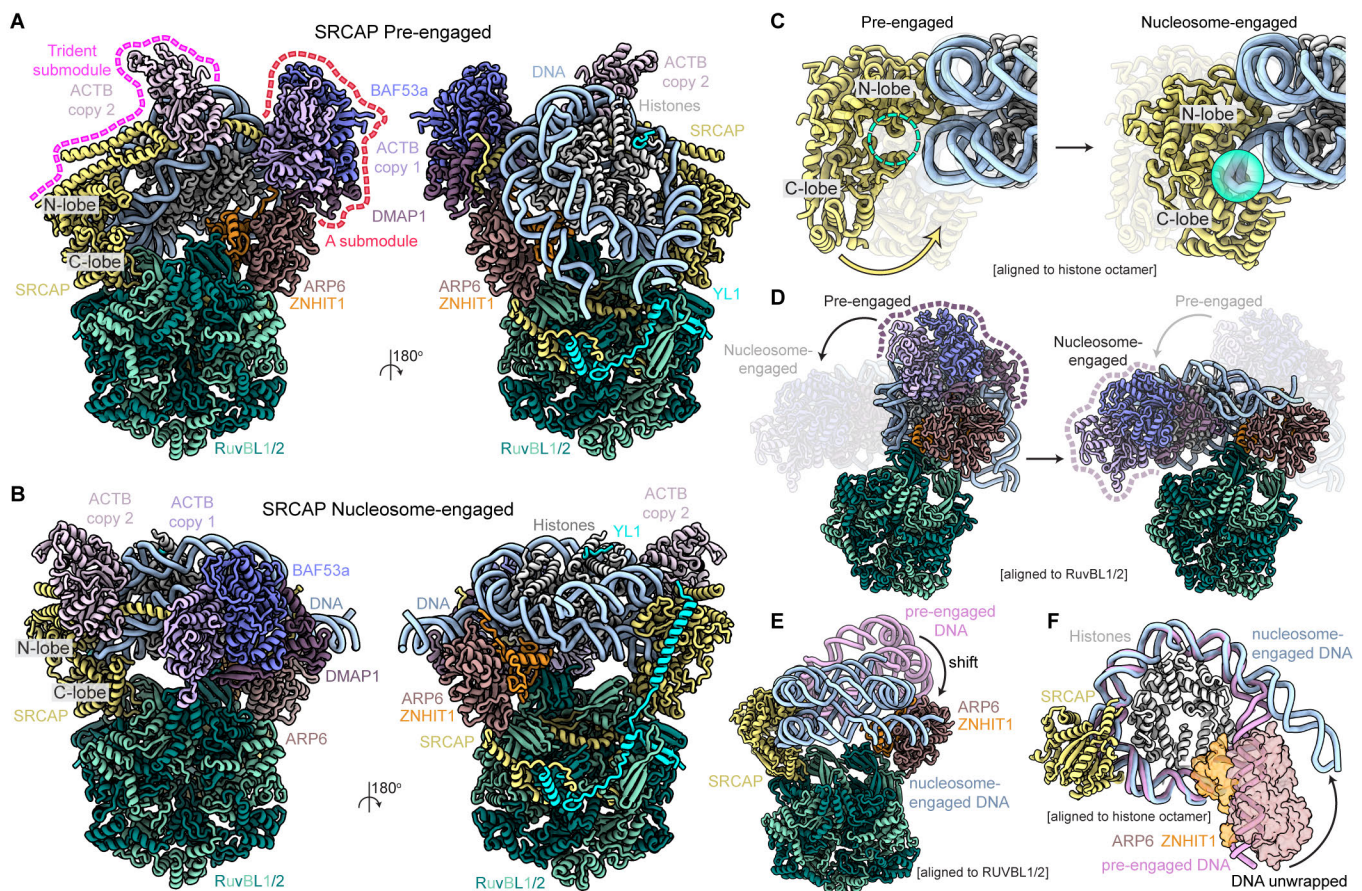 A
SRCAP Pre-engaged
Trident
submodule
ACTB
copy 2
BAF53a
ACTB
copy 1
DMAP1
A submodule
N-lobe
C-lobe
SRCAP
ARP6
ZNHIT1
RuvBL1/2
180°
DNA
ACTB
copy 2
Histones
SRCAP
ARP6
ZNHIT1
YL1
RuvBL1/2
B
SRCAP Nucleosome-engaged
ACTB
copy 2
ACTB
copy 1
BAF53a
DNA
N-lobe
C-lobe
SRCAP
DMAP1
ARP6
RuvBL1/2
180°
Histones
YL1
ACTB
copy 2
DNA
ARP6
ZNHIT1
SRCAP
RuvBL1/2
C
Pre-engaged
Nucleosome-engaged
N-lobe
C-lobe
N-lobe
C-lobe
[aligned to histone octamer]
D
Pre-engaged
Nucleosome-
engaged
Pre-engaged
Nucleosome-
engaged
[aligned to RuvBL1/2]
E
pre-engaged
DNA
shift
ARP6
ZNHIT1
SRCAP
nucleosome-
engaged DNA
[aligned to RUVBL1/2]
F
Histones
nucleosome-
engaged DNA
SRCAP
[aligned to histone octamer]
ARP6 ZNHIT1
pre-engaged DNA
DNA unwrapped